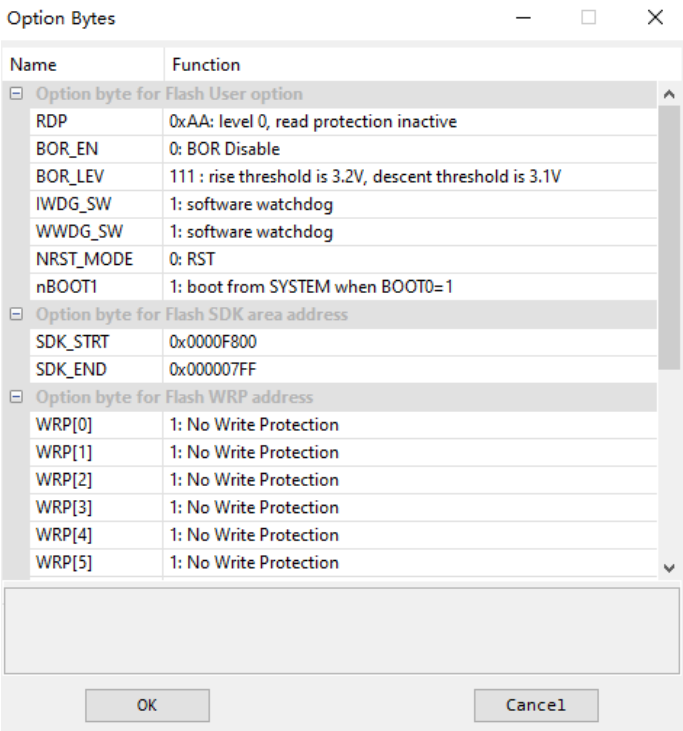 Option Bytes
Name Function
Option byte for Flash User option
RDP 0xAA: level 0, read protection inactive
BOR_EN 0: BOR Disable
BOR_LEV 111 : rise threshold is 3.2V, descent threshold is 3.1V
IWDG_SW 1: software watchdog
WWDG_SW 1: software watchdog
NRST_MODE 0: RST
nBOOT1 1: boot from SYSTEM when BOOT0=1
Option byte for Flash SDK area address
SDK_STRT 0x0000F800
SDK_END 0x000007FF
Option byte for Flash WRP address
WRP[0] 1: No Write Protection
WRP[1] 1: No Write Protection
WRP[2] 1: No Write Protection
WRP[3] 1: No Write Protection
WRP[4] 1: No Write Protection
WRP[5] 1: No Write Protection
OK Cancel